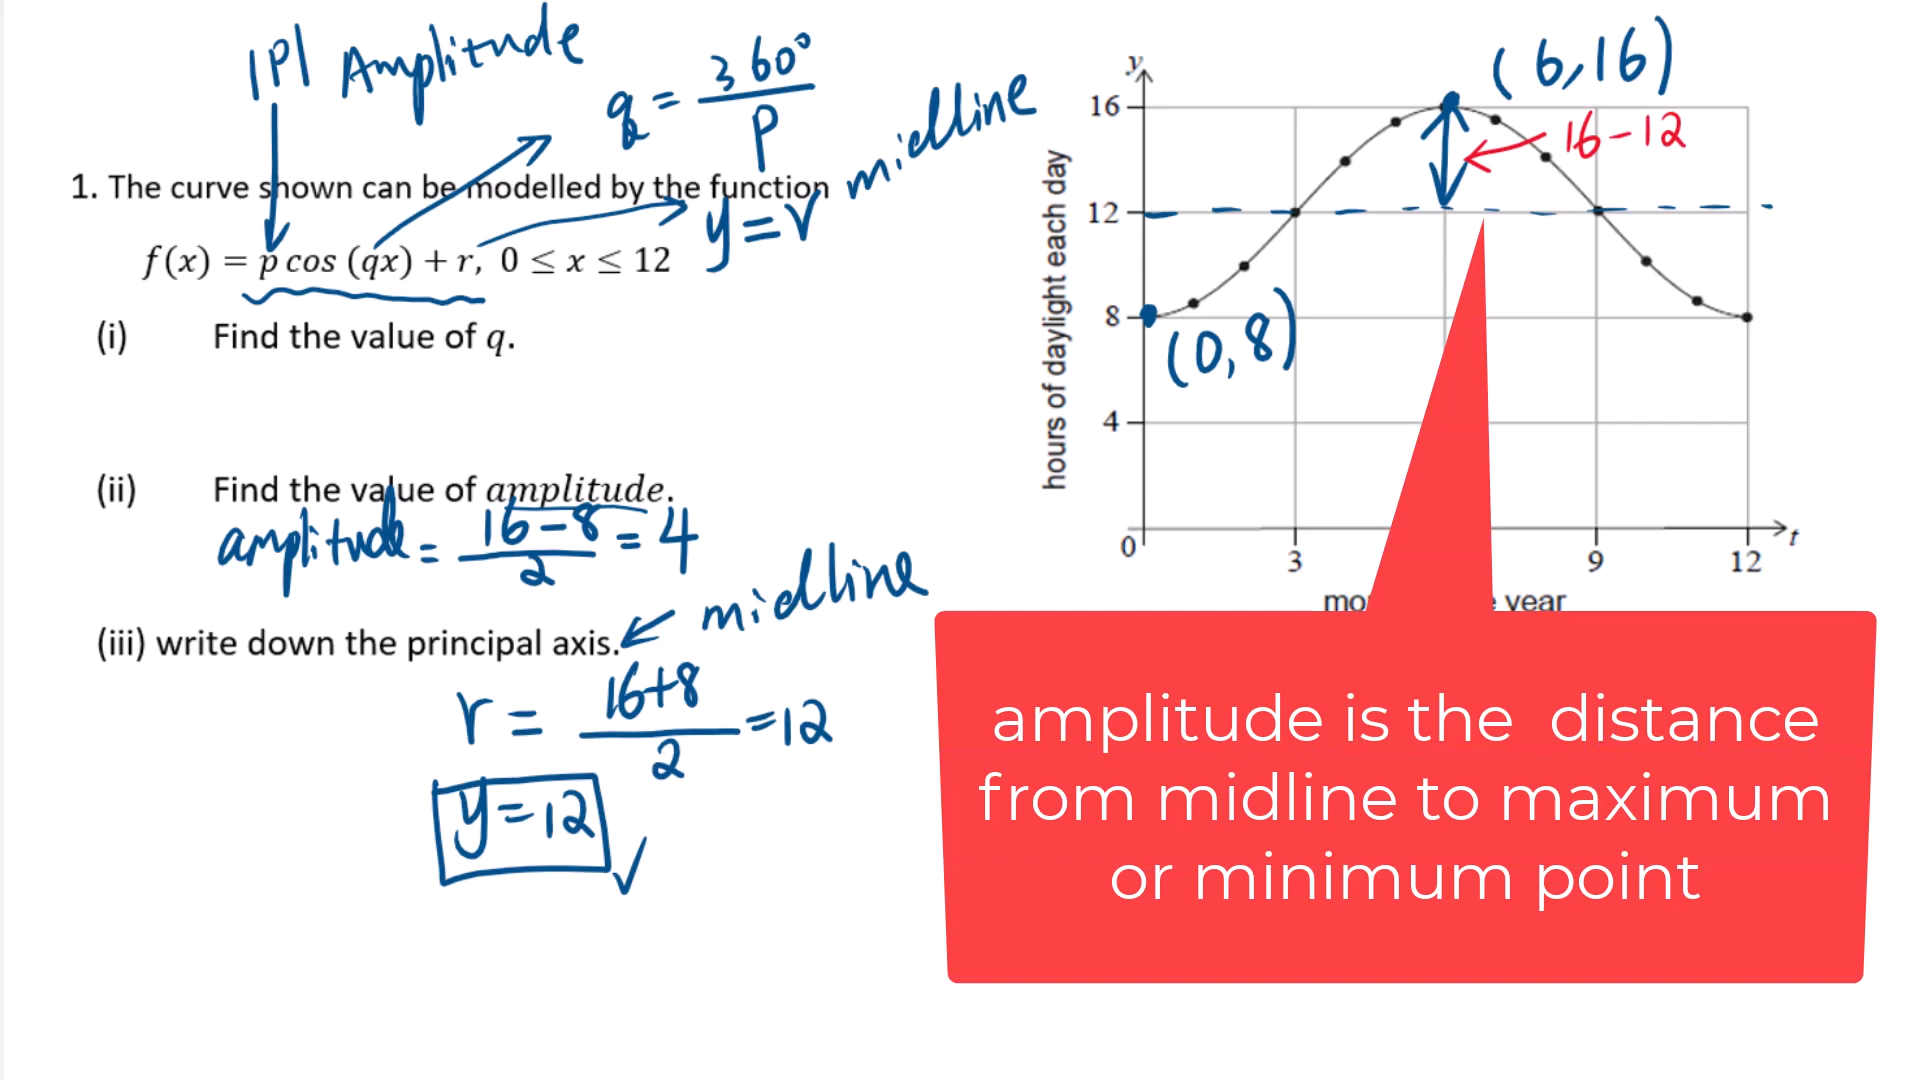 |P| Amplitude
q = 360° / P
midline
1. The curve shown can be modelled by the function
y = r
f(x) = p cos (qx) + r, 0 ≤ x ≤ 12
(i) Find the value of q.
(ii) Find the value of amplitude.
amplitude = 16 - 8 / 2 = 4
midline
(iii) write down the principal axis.
r = 16+8 / 2 = 12
y = 12 ✓
y
(6,16)
16
16-12
12
8
(0,8)
4
0
3
9
12
t
hours of daylight each day
year
amplitude is the distance
from midline to maximum
or minimum point